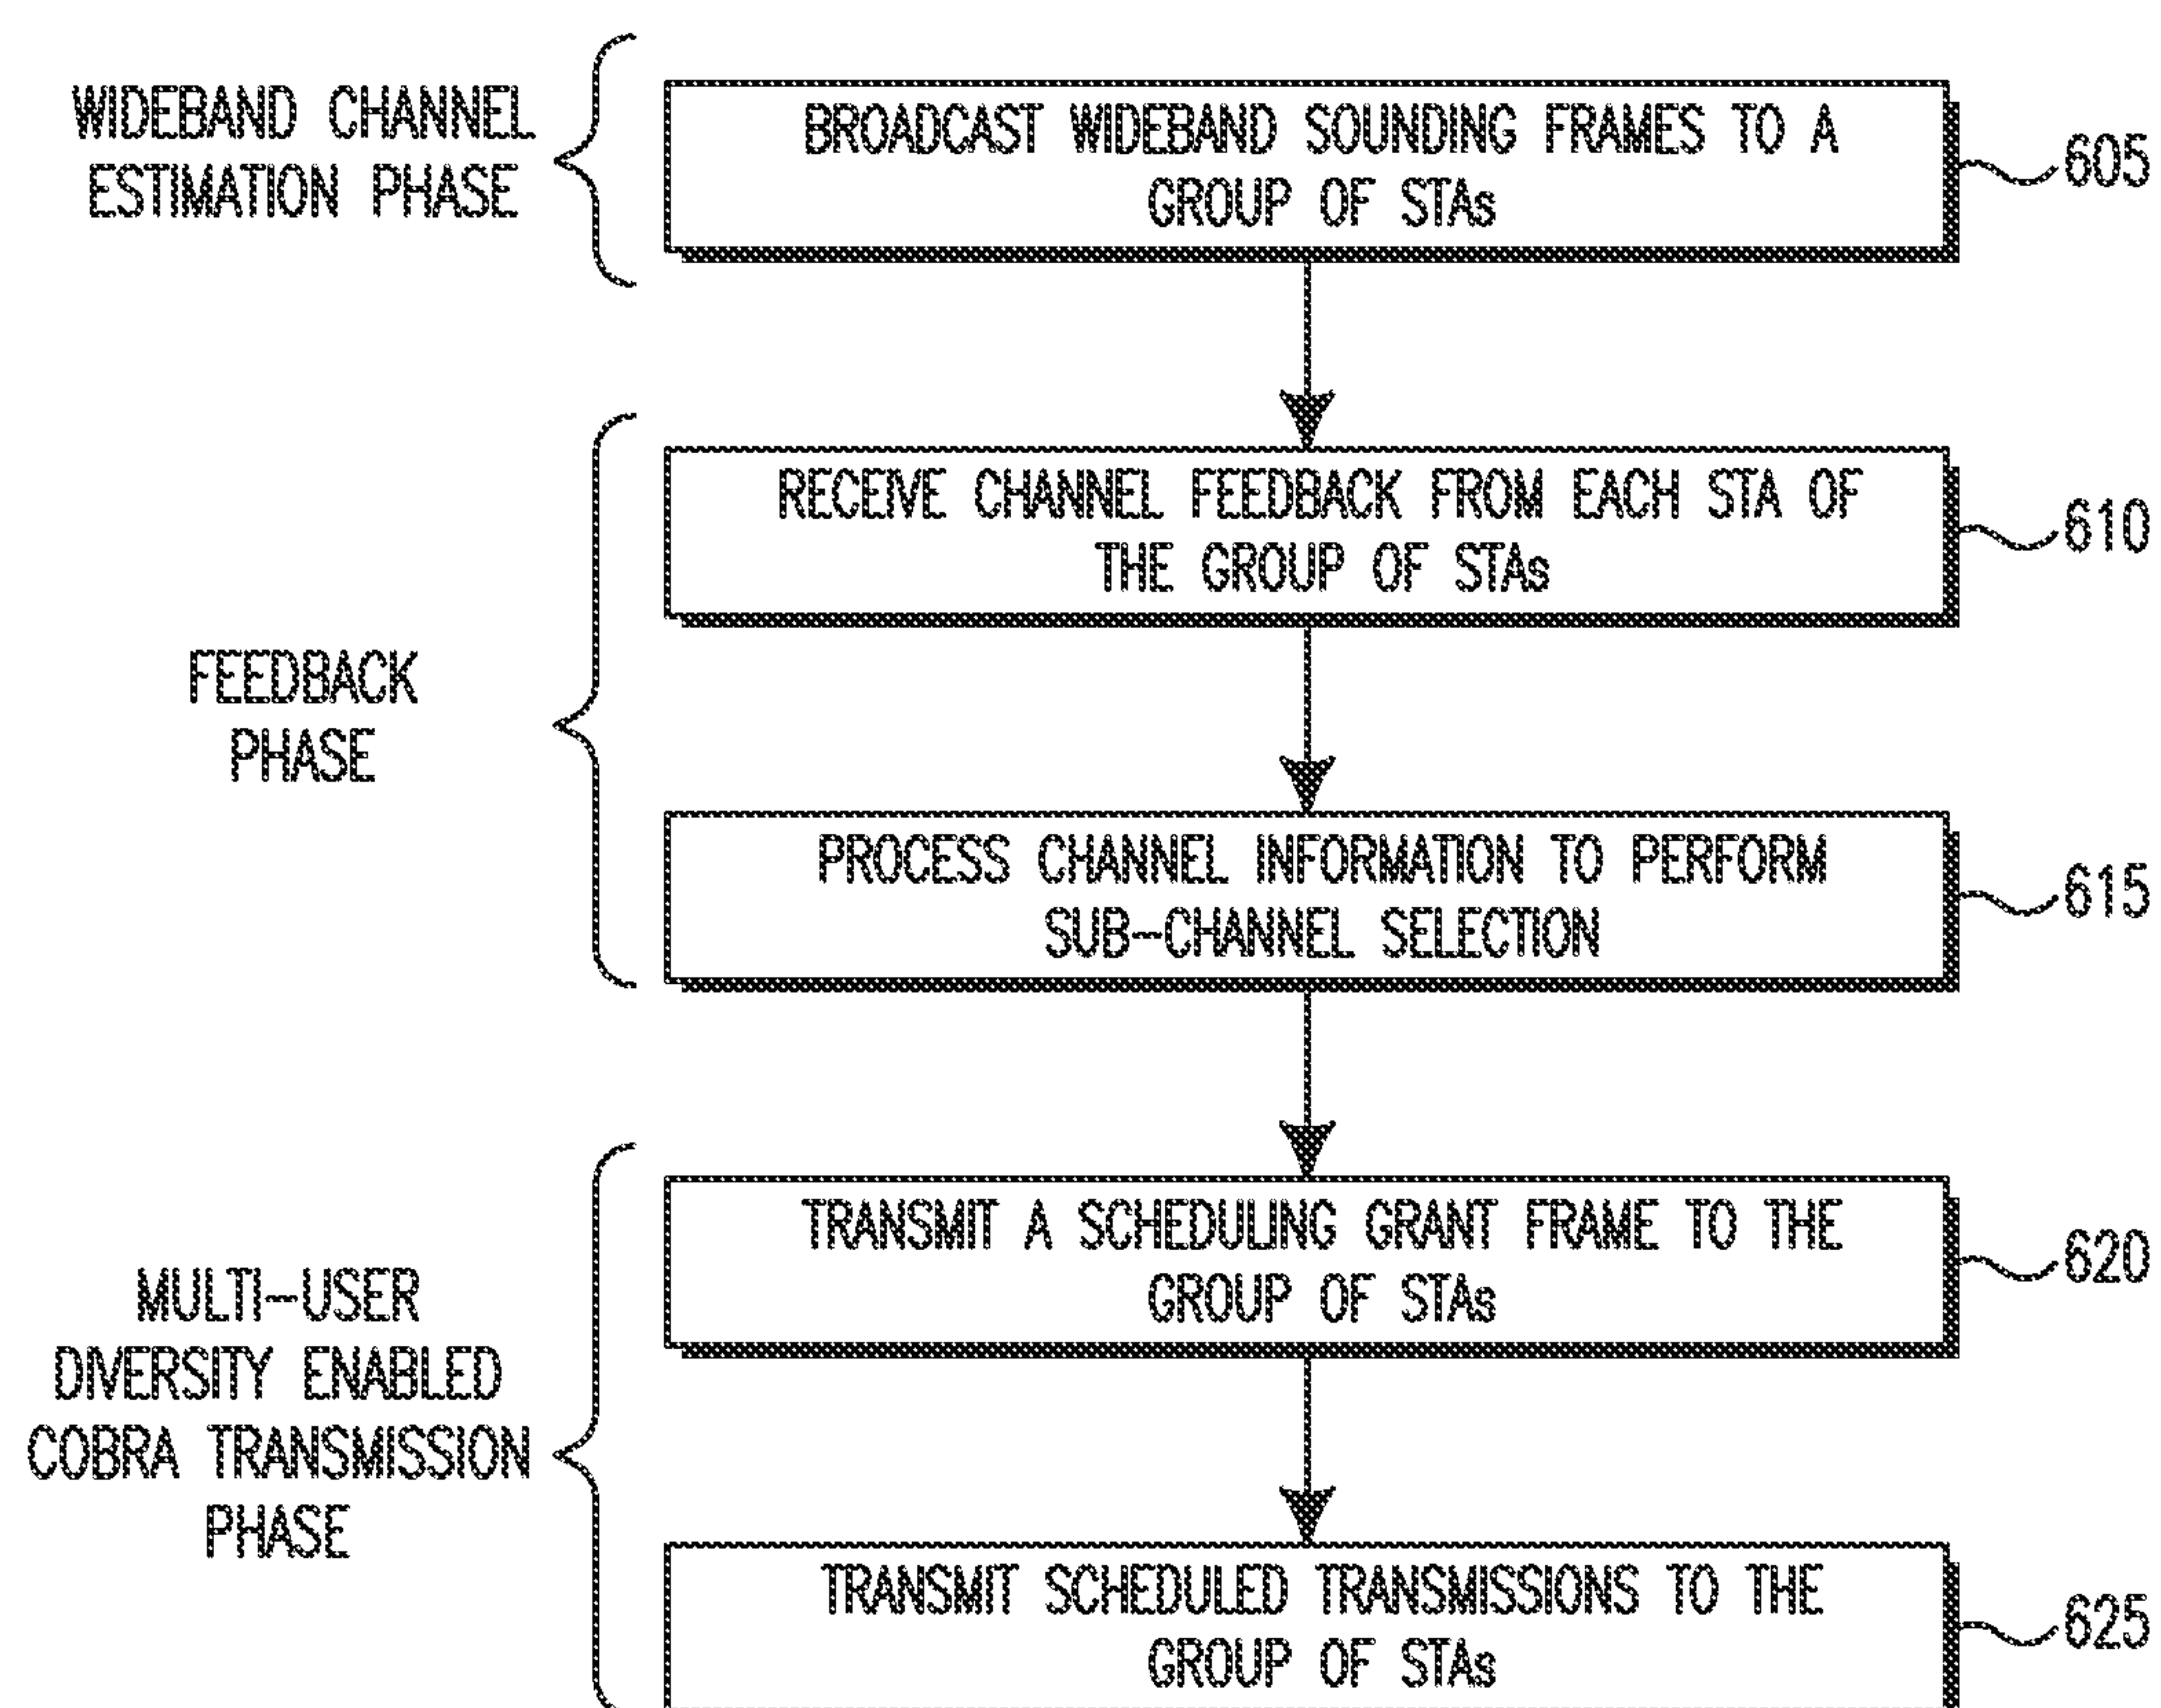 WIDEBAND CHANNEL
ESTIMATION PHASE
BROADCAST WIDEBAND SOUNDING FRAMES TO A
GROUP OF STAs
605
RECEIVE CHANNEL FEEDBACK FROM EACH STA OF
THE GROUP OF STAs
610
FEEDBACK
PHASE
PROCESS CHANNEL INFORMATION TO PERFORM
SUB-CHANNEL SELECTION
615
MULTI-USER
DIVERSITY ENABLED
COBRA TRANSMISSION
PHASE
TRANSMIT A SCHEDULING GRANT FRAME TO THE
GROUP OF STAs
620
TRANSMIT SCHEDULED TRANSMISSIONS TO THE
GROUP OF STAs
625